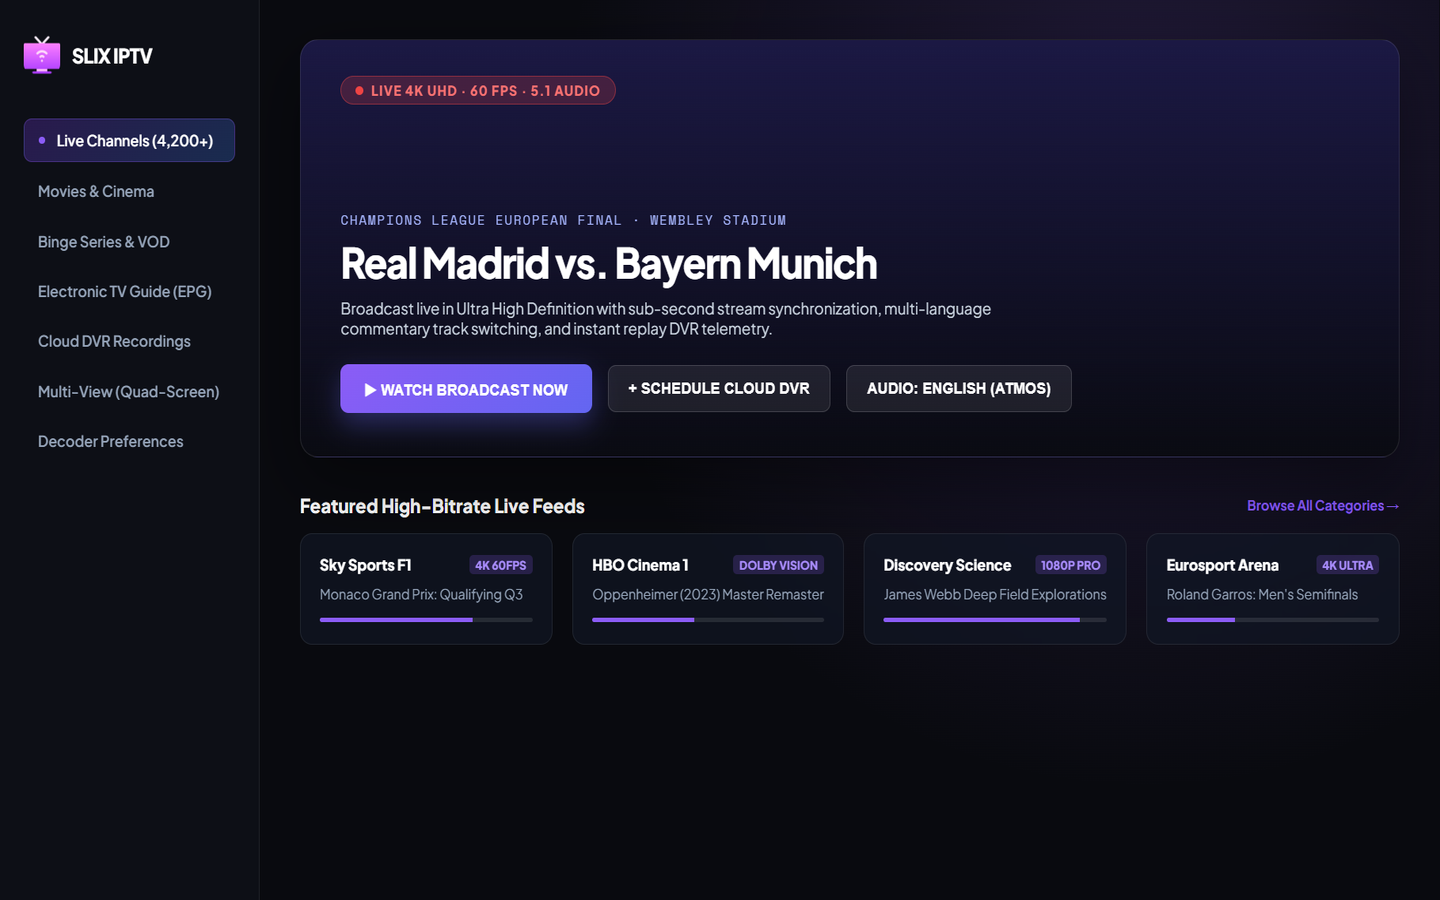 SLIX IPTV
Live Channels (4,200+)
Movies & Cinema
Binge Series & VOD
Electronic TV Guide (EPG)
Cloud DVR Recordings
Multi-View (Quad-Screen)
Decoder Preferences
LIVE 4K UHD · 60 FPS · 5.1 AUDIO
CHAMPIONS LEAGUE EUROPEAN FINAL · WEMBLEY STADIUM
Real Madrid vs. Bayern Munich
Broadcast live in Ultra High Definition with sub-second stream synchronization, multi-language
commentary track switching, and instant replay DVR telemetry.
▶ WATCH BROADCAST NOW
+ SCHEDULE CLOUD DVR
AUDIO: ENGLISH (ATMOS)
Featured High-Bitrate Live Feeds
Browse All Categories →
Sky Sports F1
4K 60FPS
Monaco Grand Prix: Qualifying Q3
HBO Cinema 1
DOLBY VISION
Oppenheimer (2023) Master Remaster
Discovery Science
1080P PRO
James Webb Deep Field Explorations
Eurosport Arena
4K ULTRA
Roland Garros: Men's Semifinals